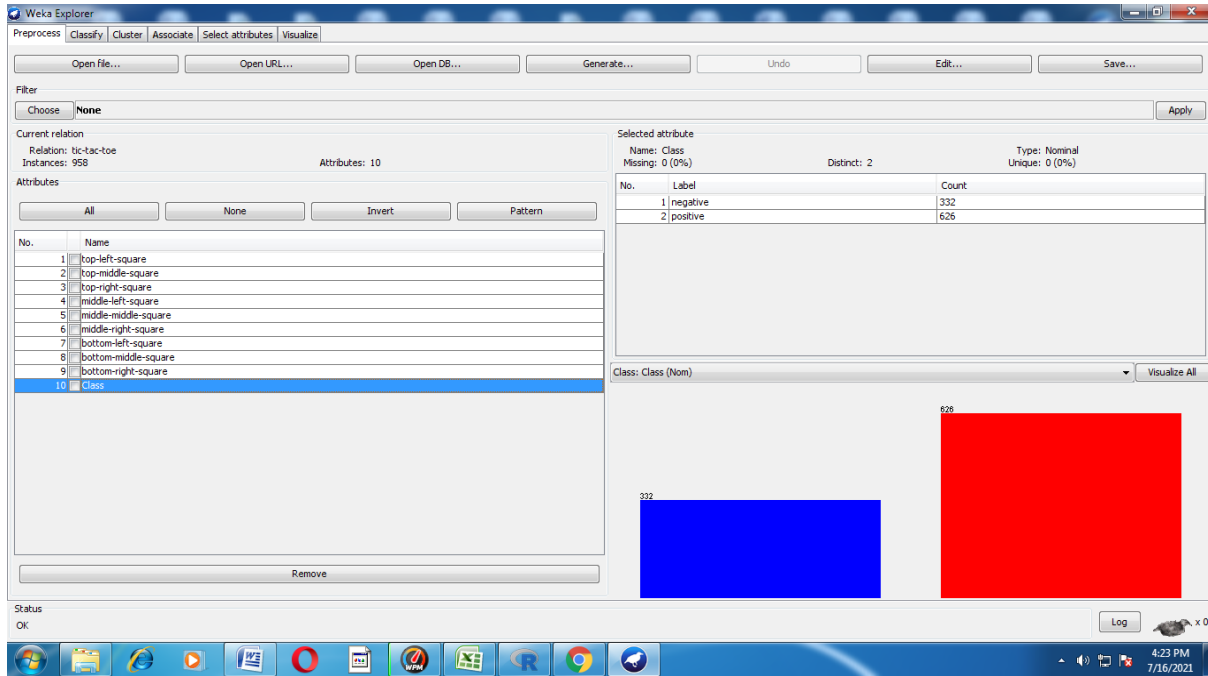 Weka Explorer
Preprocess Classify Cluster Associate Select attributes Visualize
Open file... Open URL... Open DB... Generate... Undo Edit... Save...
Filter
Choose None Apply
Current relation
Relation: tic-tac-toe
Instances: 958 Attributes: 10
Attributes
All None Invert Pattern
No. Name
1 top-left-square
2 top-middle-square
3 top-right-square
4 middle-left-square
5 middle-middle-square
6 middle-right-square
7 bottom-left-square
8 bottom-middle-square
9 bottom-right-square
10 Class
Remove
Selected attribute
Name: Class Type: Nominal
Missing: 0 (0%) Distinct: 2 Unique: 0 (0%)
No. Label Count
1 negative 332
2 positive 626
Class: Class (Nom) Visualize All
626
332
Status
OK
Log x 0
WPM
R
4:23 PM
7/16/2021